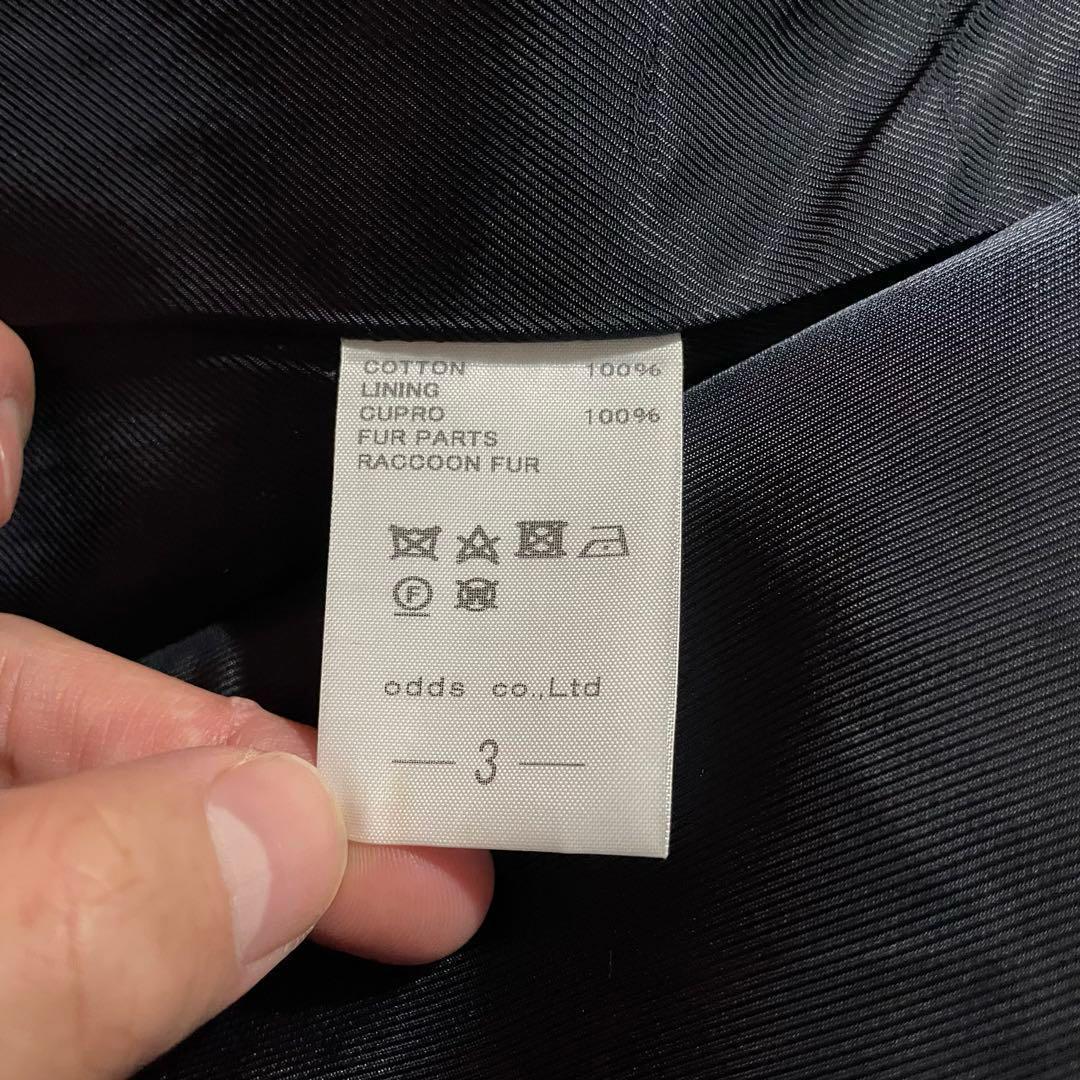 COTTON 100%
LINING
CUPRO 100%
FUR PARTS
RACCOON FUR
F
W
odds co.,Ltd
— 3 —